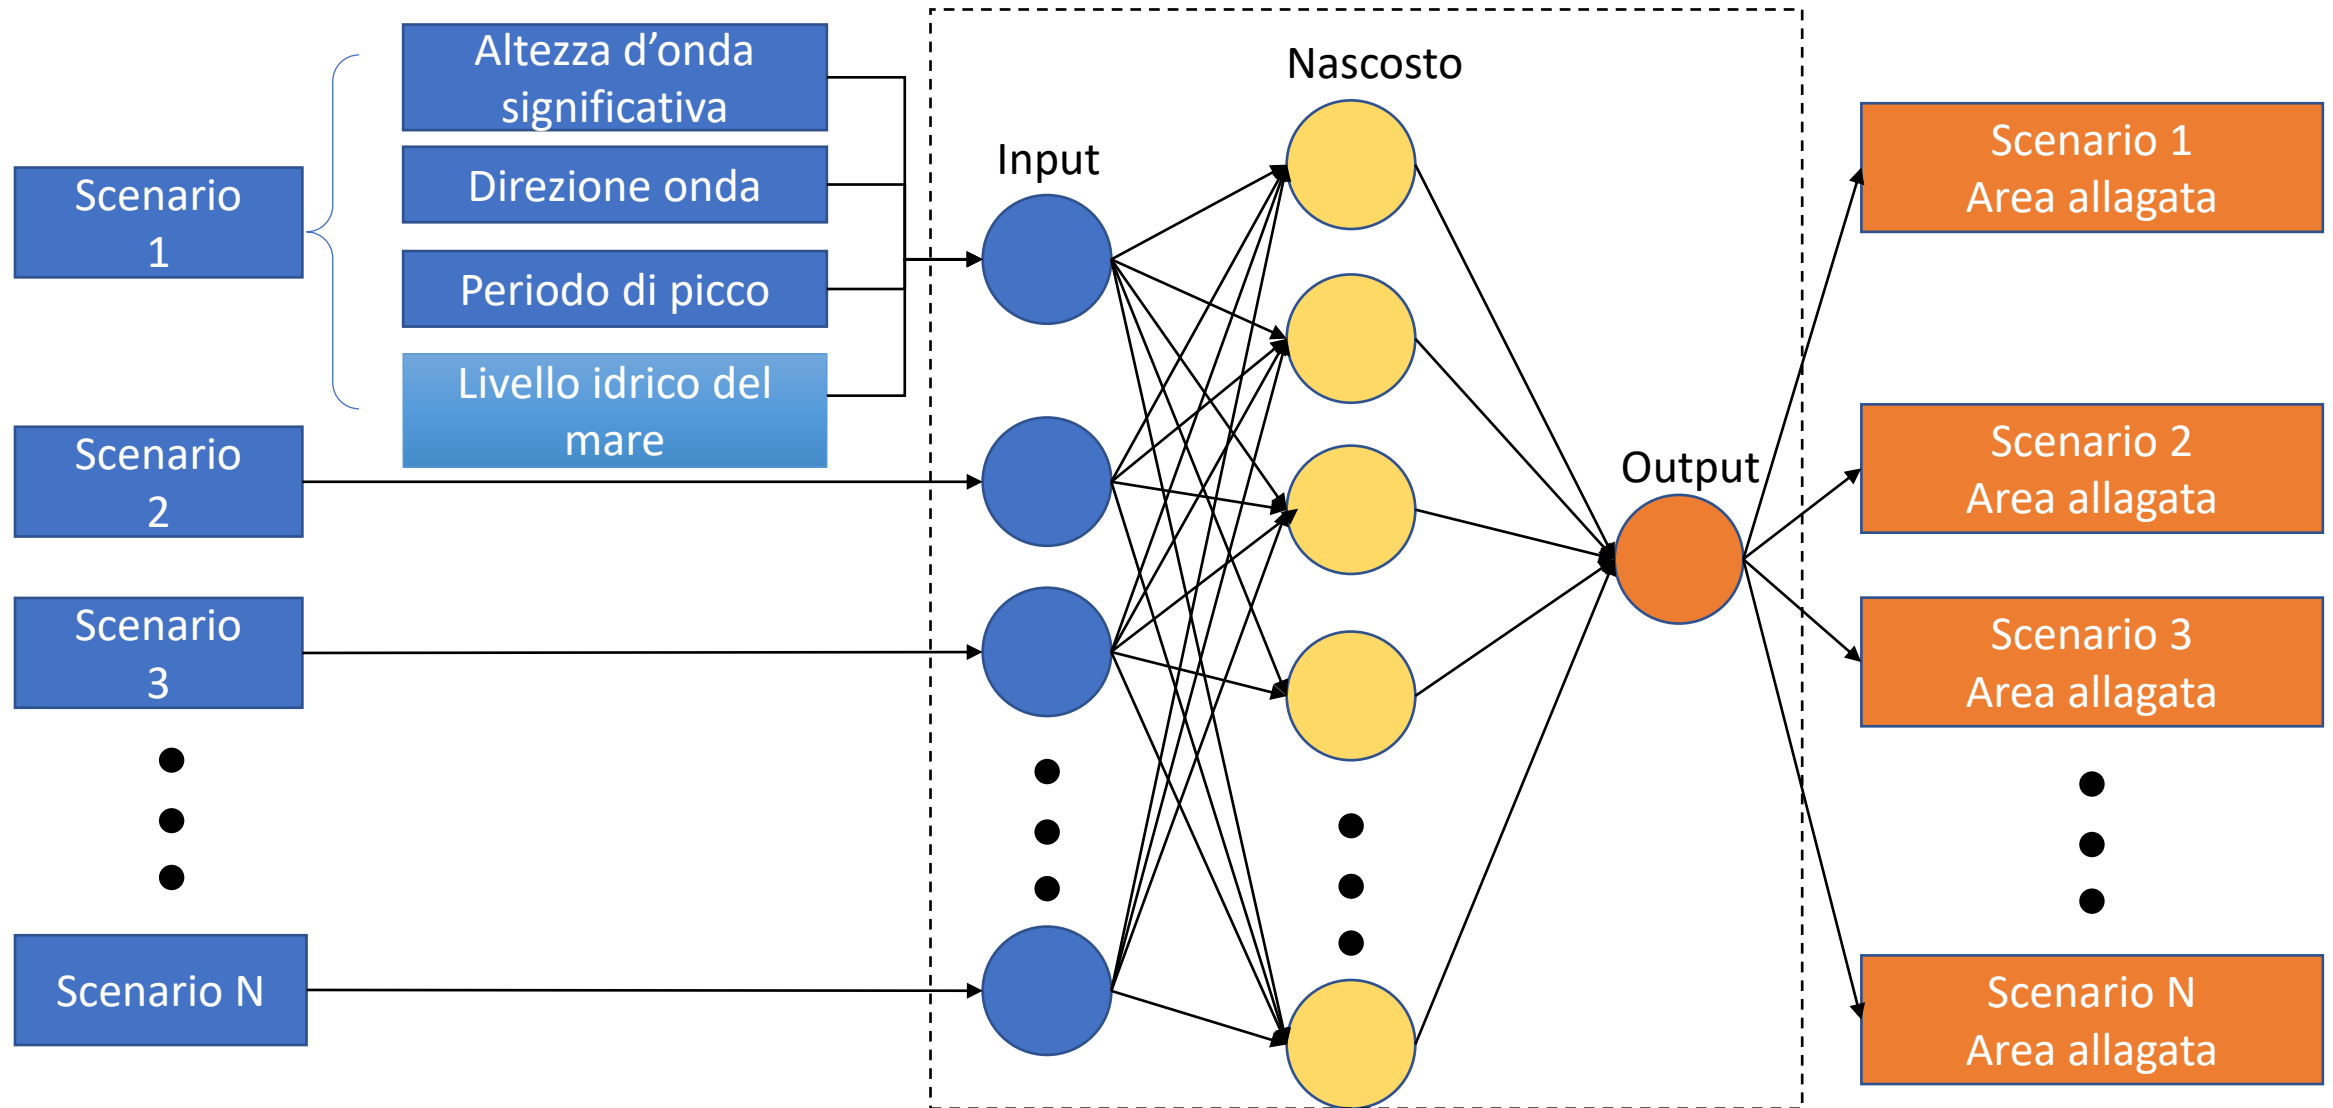 Altezza d’onda
significativa
Direzione onda
Periodo di picco
Livello idrico del
mare
Scenario
1
Scenario
2
Scenario
3
Scenario N
Input
Nascosto
Output
Scenario 1
Area allagata
Scenario 2
Area allagata
Scenario 3
Area allagata
Scenario N
Area allagata